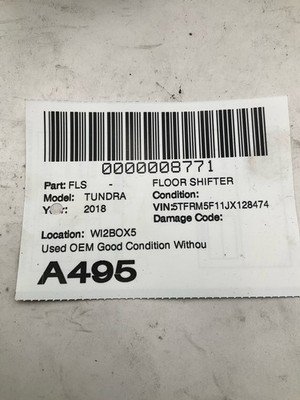 0000008771
Part: FLS - FLOOR SHIFTER
Model: TUNDRA Condition:
Year: 2018 VIN:5TFRM5F11JX128474
Damage Code:
Location: WI2BOX5
Used OEM Good Condition Withou
A495